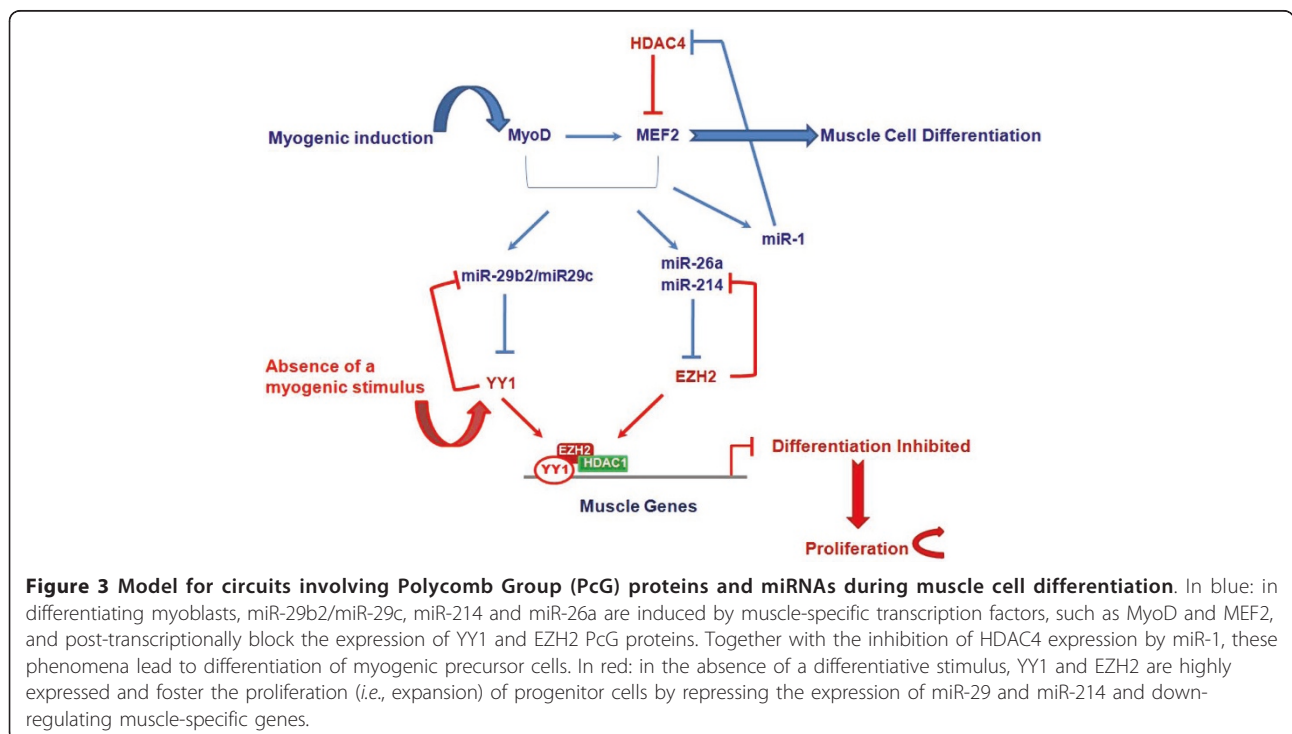 HDAC4
Myogenic induction
MyoD
MEF2
Muscle Cell Differentiation
miR-1
miR-29b2/miR29c
miR-26a
miR-214
Absence of a
myogenic stimulus
YY1
EZH2
EZH2
YY1
HDAC1
Muscle Genes
Differentiation Inhibited
Proliferation
Figure 3 Model for circuits involving Polycomb Group (PcG) proteins and miRNAs during muscle cell differentiation. In blue: in
differentiating myoblasts, miR-29b2/miR-29c, miR-214 and miR-26a are induced by muscle-specific transcription factors, such as MyoD and MEF2,
and post-transcriptionally block the expression of YY1 and EZH2 PcG proteins. Together with the inhibition of HDAC4 expression by miR-1, these
phenomena lead to differentiation of myogenic precursor cells. In red: in the absence of a differentiative stimulus, YY1 and EZH2 are highly
expressed and foster the proliferation (i.e., expansion) of progenitor cells by repressing the expression of miR-29 and miR-214 and down-
regulating muscle-specific genes.